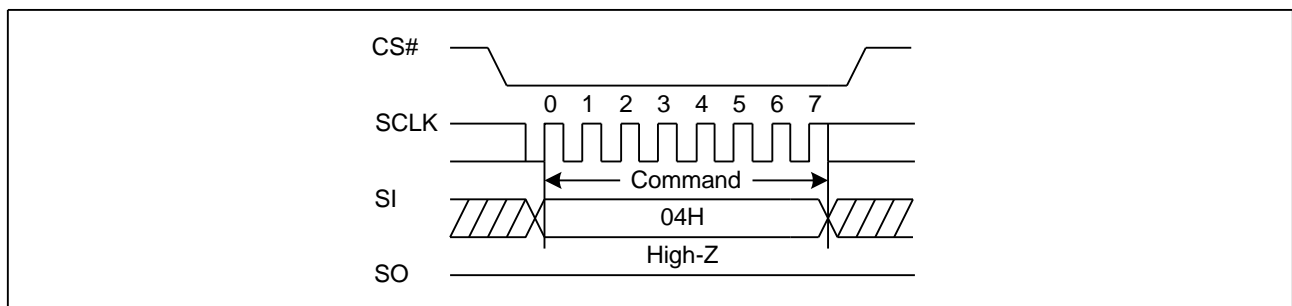 CS#
0 1 2 3 4 5 6 7
SCLK
Command
SI
04H
High-Z
SO